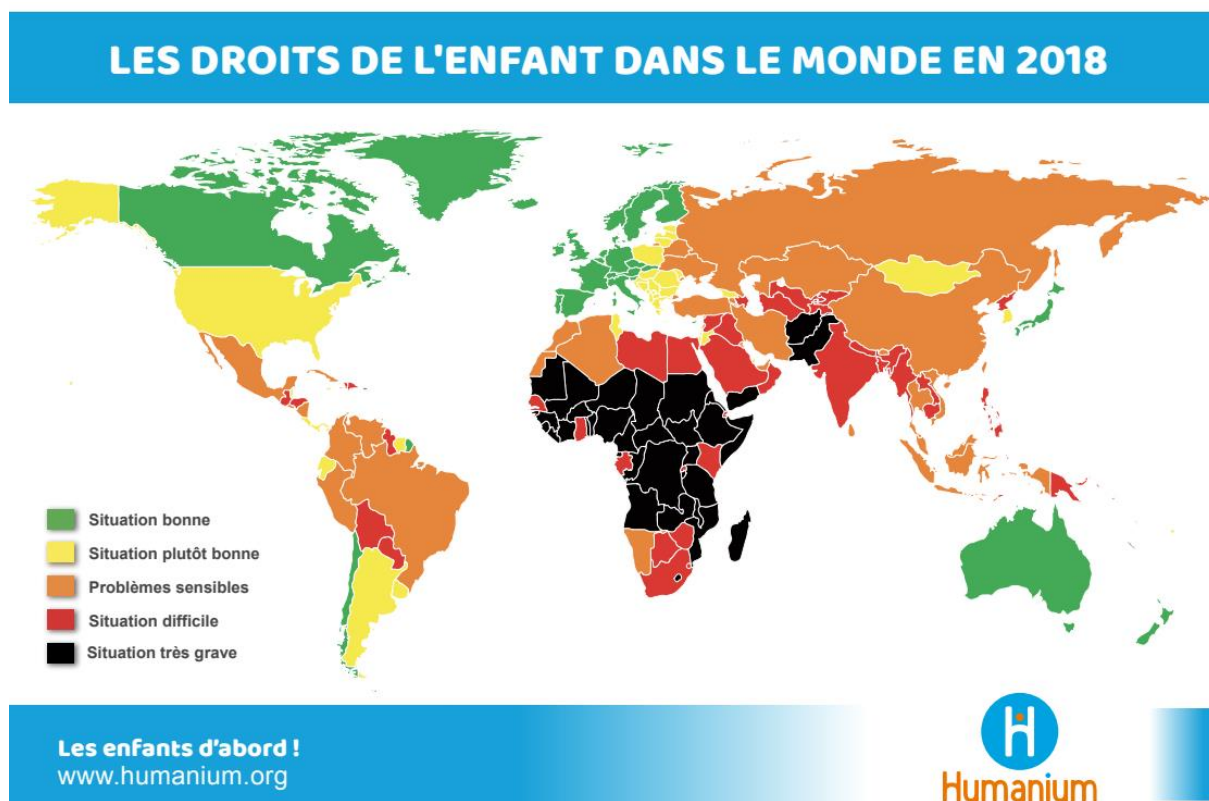 LES DROITS DE L'ENFANT DANS LE MONDE EN 2018
Situation bonne
Situation plutôt bonne
Problèmes sensibles
Situation difficile
Situation très grave
Les enfants d'abord !
www.humanium.org
H
Humanium